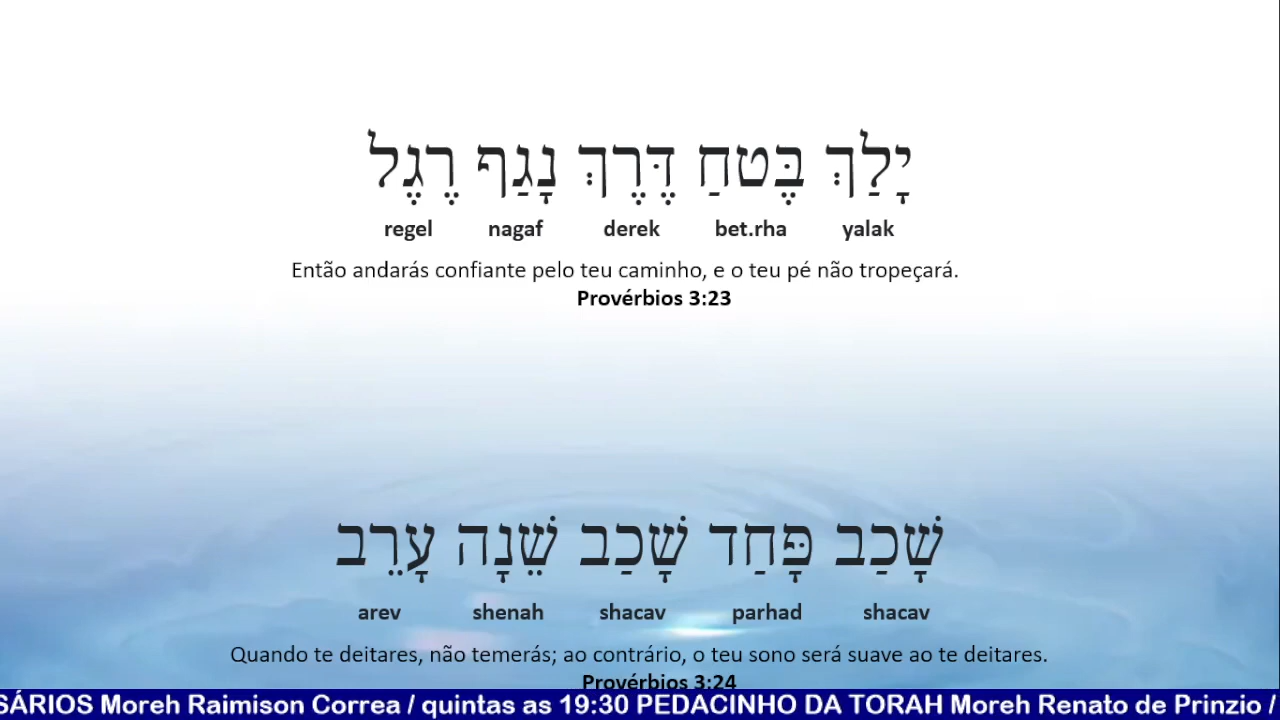 יָלַךְ בֶּטחַ דֶּרֶךְ נָגַף רֶגֶל
regel nagaf derek bet.rha yalak
Então andarás confiante pelo teu caminho, e o teu pé não tropeçará.
Provérbios 3:23
שָׁכַב פָּחַד שָׁכַב שֵׁנָה עָרֵב
arev shenah shacav parhad shacav
Quando te deitares, não temerás; ao contrário, o teu sono será suave ao te deitares.
Provérbios 3:24
SÁRIOS Moreh Raimison Correa / quintas as 19:30 PEDACINHO DA TORAH Moreh Renato de Prinzio /